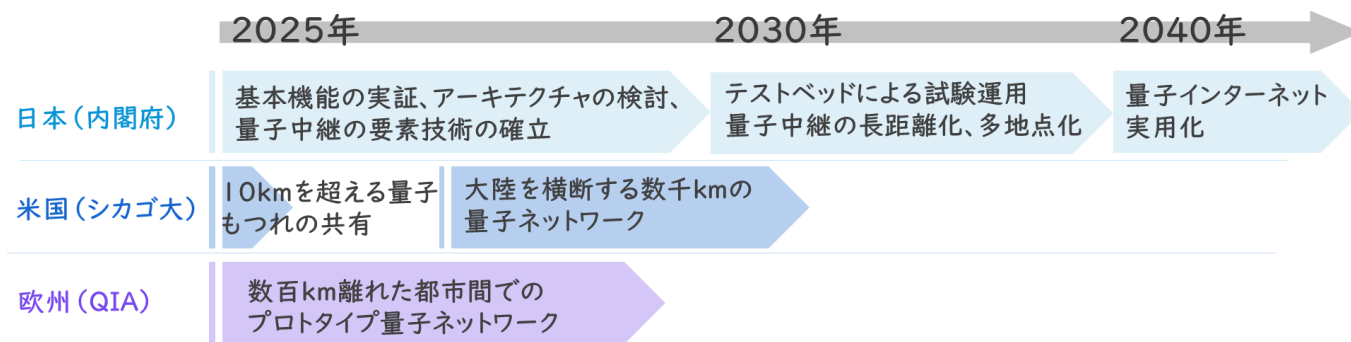 2025年
2030年
2040年
日本(内閣府)
基本機能の実証、アーキテクチャの検討、
量子中継の要素技術の確立
テストベッドによる試験運用
量子中継の長距離化、多地点化
量子インターネット
実用化
米国(シカゴ大)
10kmを超える量子
もつれの共有
大陸を横断する数千kmの
量子ネットワーク
欧州(QIA)
数百km離れた都市間での
プロトタイプ量子ネットワーク